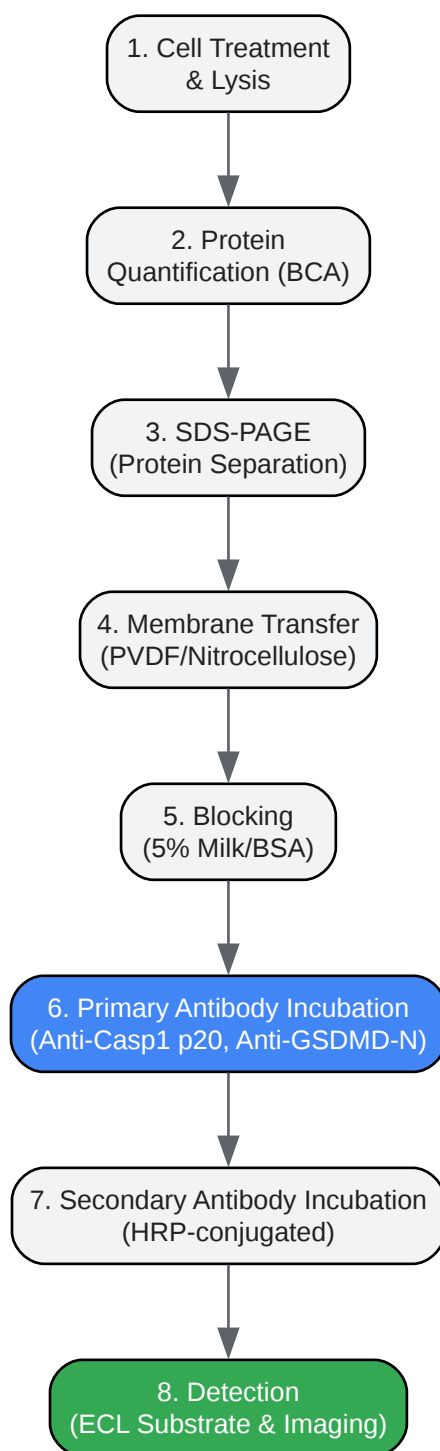 1. Cell Treatment
& Lysis
2. Protein
Quantification (BCA)
3. SDS-PAGE
(Protein Separation)
4. Membrane Transfer
(PVDF/Nitrocellulose)
5. Blocking
(5% Milk/BSA)
6. Primary Antibody Incubation
(Anti-Casp1 p20, Anti-GSDMD-N)
7. Secondary Antibody Incubation
(HRP-conjugated)
8. Detection
(ECL Substrate & Imaging)